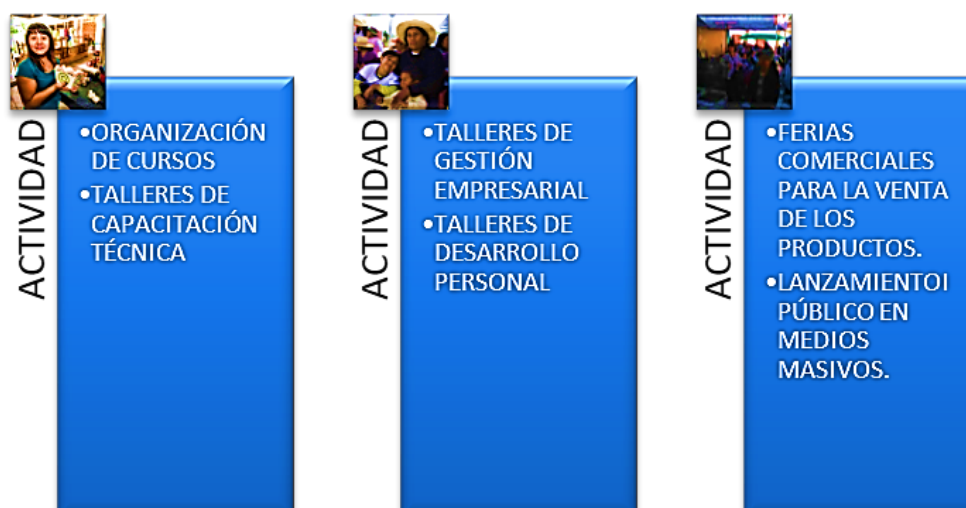 ACTIVIDAD
•ORGANIZACIÓN
DE CURSOS
•TALLERES DE
CAPACITACIÓN
TÉCNICA
ACTIVIDAD
•TALLERES DE
GESTIÓN
EMPRESARIAL
•TALLERES DE
DESARROLLO
PERSONAL
ACTIVIDAD
•FERIAS
COMERCIALES
PARA LA VENTA
DE LOS
PRODUCTOS.
•LANZAMIENTOI
PÚBLICO EN
MEDIOS
MASIVOS.